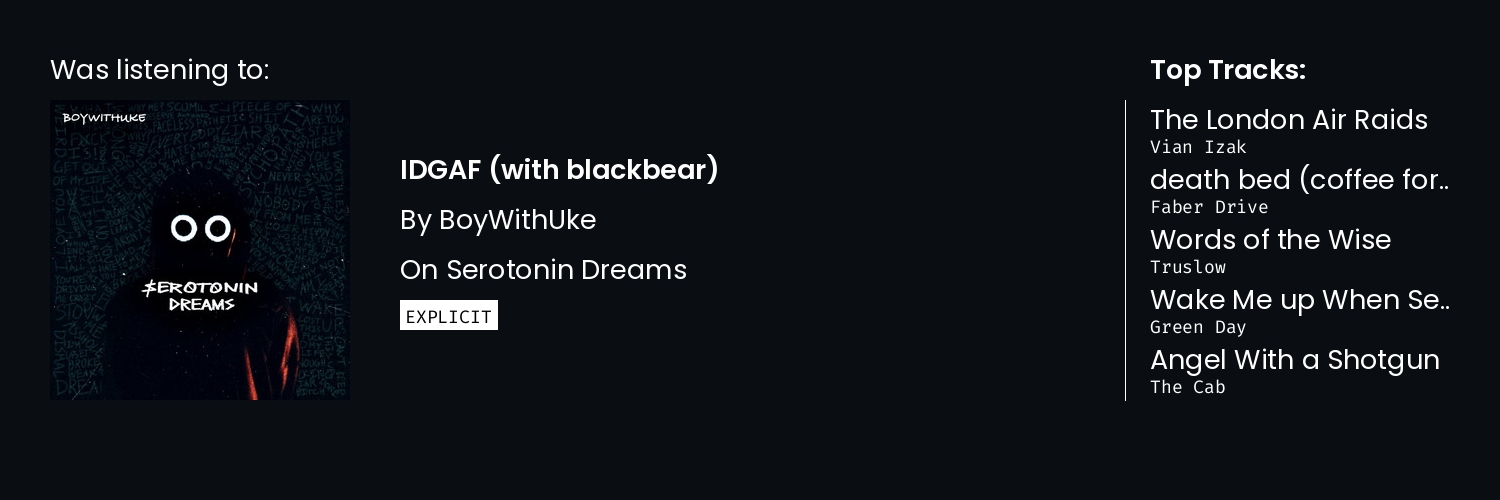 Was listening to:
BOYWITHUKE
$EROTONIN
DREAMS
IDGAF (with blackbear)
By BoyWithUke
On Serotonin Dreams
EXPLICIT
Top Tracks:
The London Air Raids
Vian Izak
death bed (coffee for..
Faber Drive
Words of the Wise
Truslow
Wake Me up When Se..
Green Day
Angel With a Shotgun
The Cab